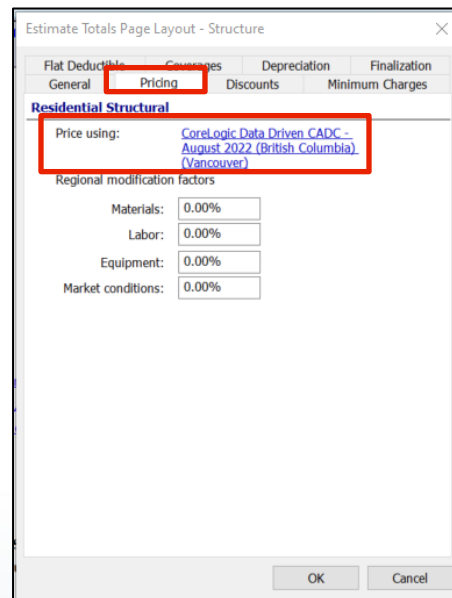 Estimate Totals Page Layout - Structure
Flat Deductible Coverages Depreciation Finalization
General Pricing Discounts Minimum Charges
Residential Structural
Price using: CoreLogic Data Driven CADC -
August 2022 (British Columbia)
(Vancouver)
Regional modification factors
Materials: 0.00%
Labor: 0.00%
Equipment: 0.00%
Market conditions: 0.00%
OK Cancel